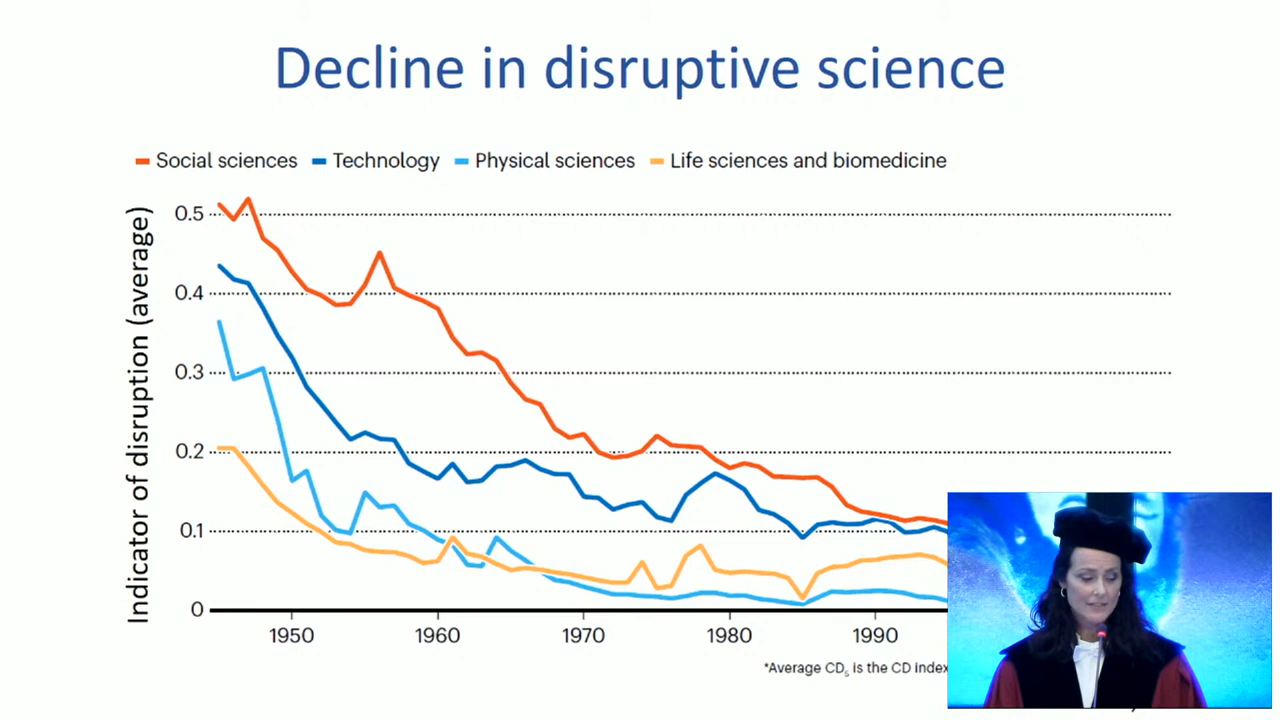 Decline in disruptive science
Social sciences Technology Physical sciences Life sciences and biomedicine
Indicator of disruption (average)
0.5
0.4
0.3
0.2
0.1
0
1950 1960 1970 1980 1990
*Average CD₅ is the CD index